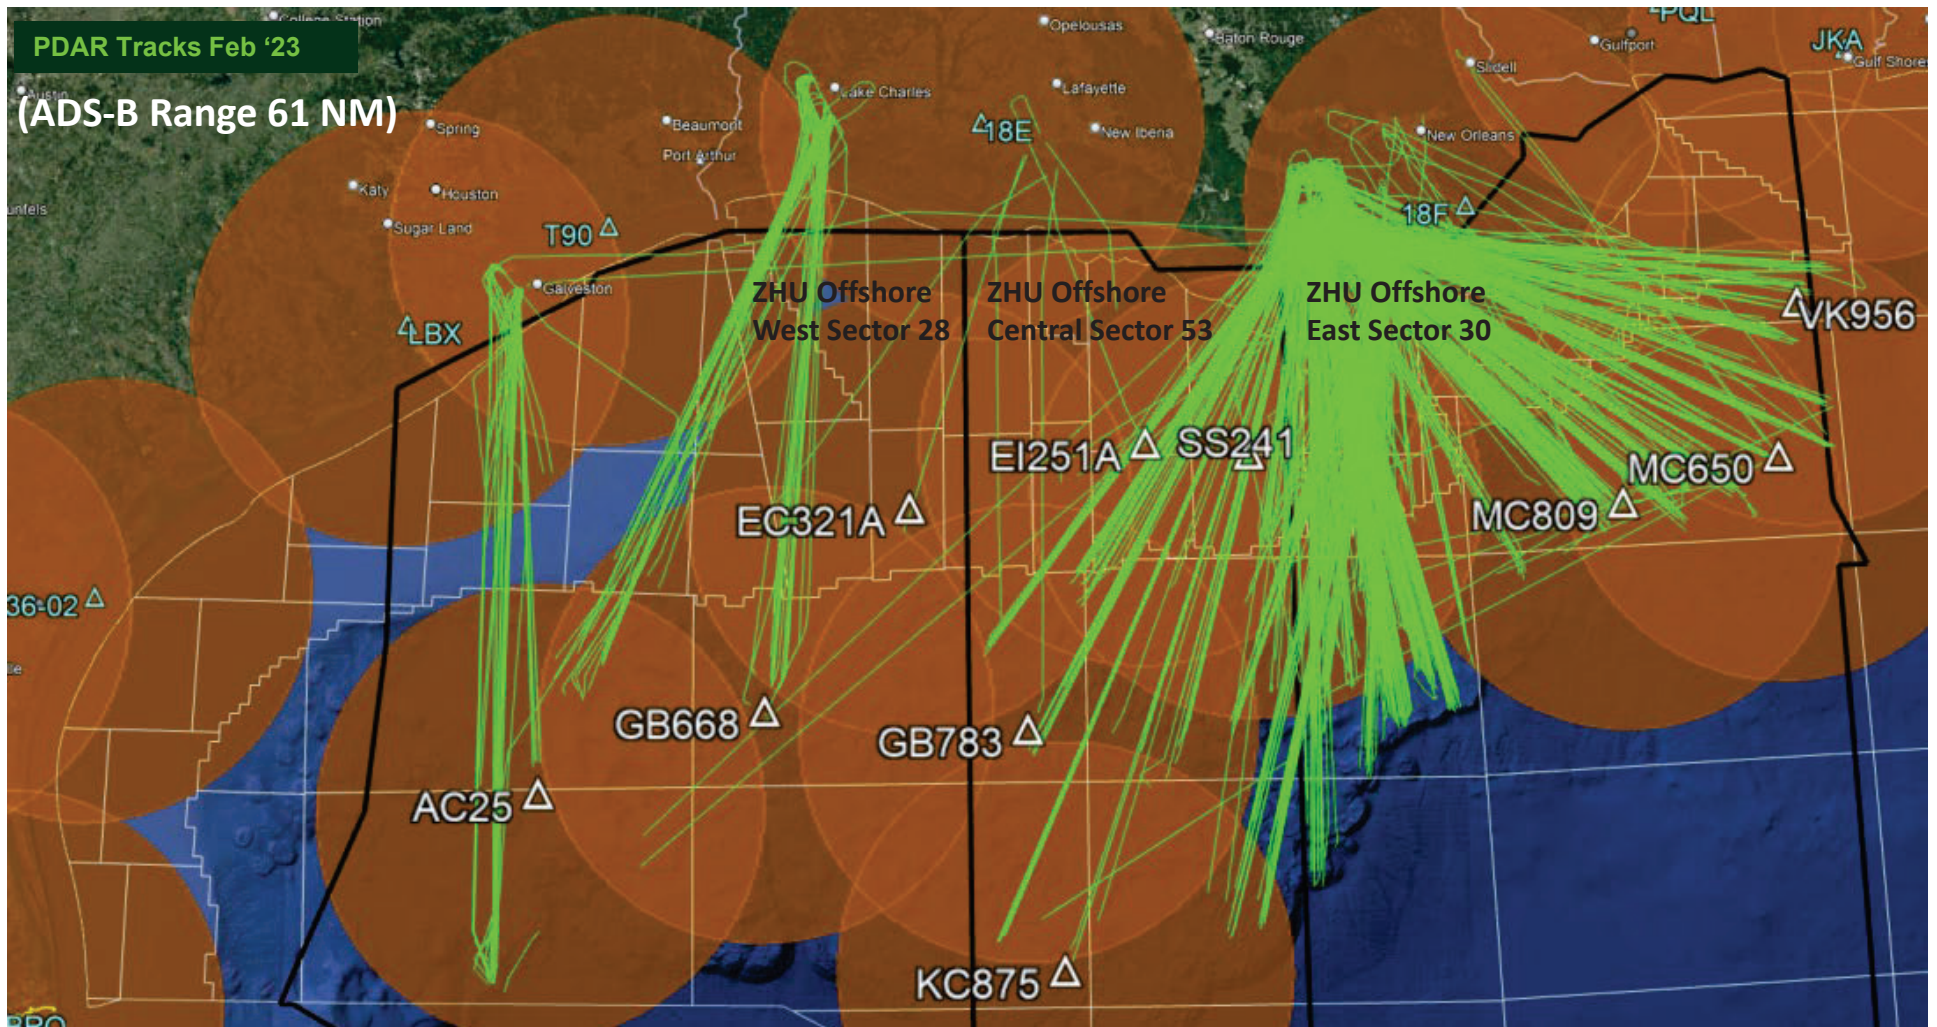 College Station
Opelousas
PQL
PDAR Tracks Feb ‘23
Baton Rouge
Gulfport
JKA
Slidell
Gulf Shore
Austin
Lake Charles
Lafayette
(ADS-B Range 61 NM)
Spring
Beaumont
18E
New Iberia
New Orleans
Port Arthur
Katy
Houston
unfels
Sugar Land
T90
18F
Galveston
ZHU Offshore
West Sector 28
ZHU Offshore
Central Sector 53
ZHU Offshore
East Sector 30
VK956
LBX
EI251A
SS241
MC650
EC321A
MC809
36-02
GB668
GB783
AC25
KC875